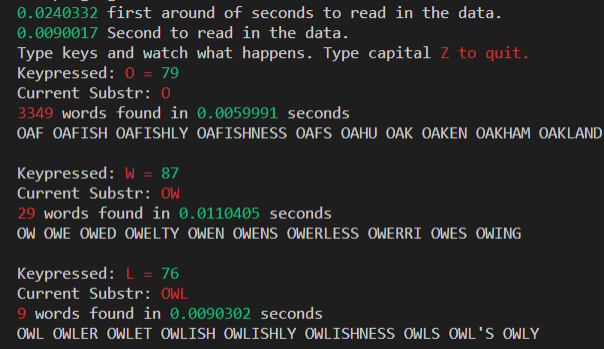 0.0240332 first around of seconds to read in the data.
0.0090017 Second to read in the data.
Type keys and watch what happens. Type capital Z to quit.
Keypressed: O = 79
Current Substr: O
3349 words found in 0.0059991 seconds
OAF OAFISH OAFISHLY OAFISHNESS OAFS OAHU OAK OAKEN OAKHAM OAKLAND
Keypressed: W = 87
Current Substr: OW
29 words found in 0.0110405 seconds
OW OWE OWED OWELTY OWEN OWENS OWERLESS OWERRI OWES OWING
Keypressed: L = 76
Current Substr: OWL
9 words found in 0.0090302 seconds
OWL OWLER OWLET OWLISH OWLISHLY OWLISHNESS OWLS OWL'S OWLY